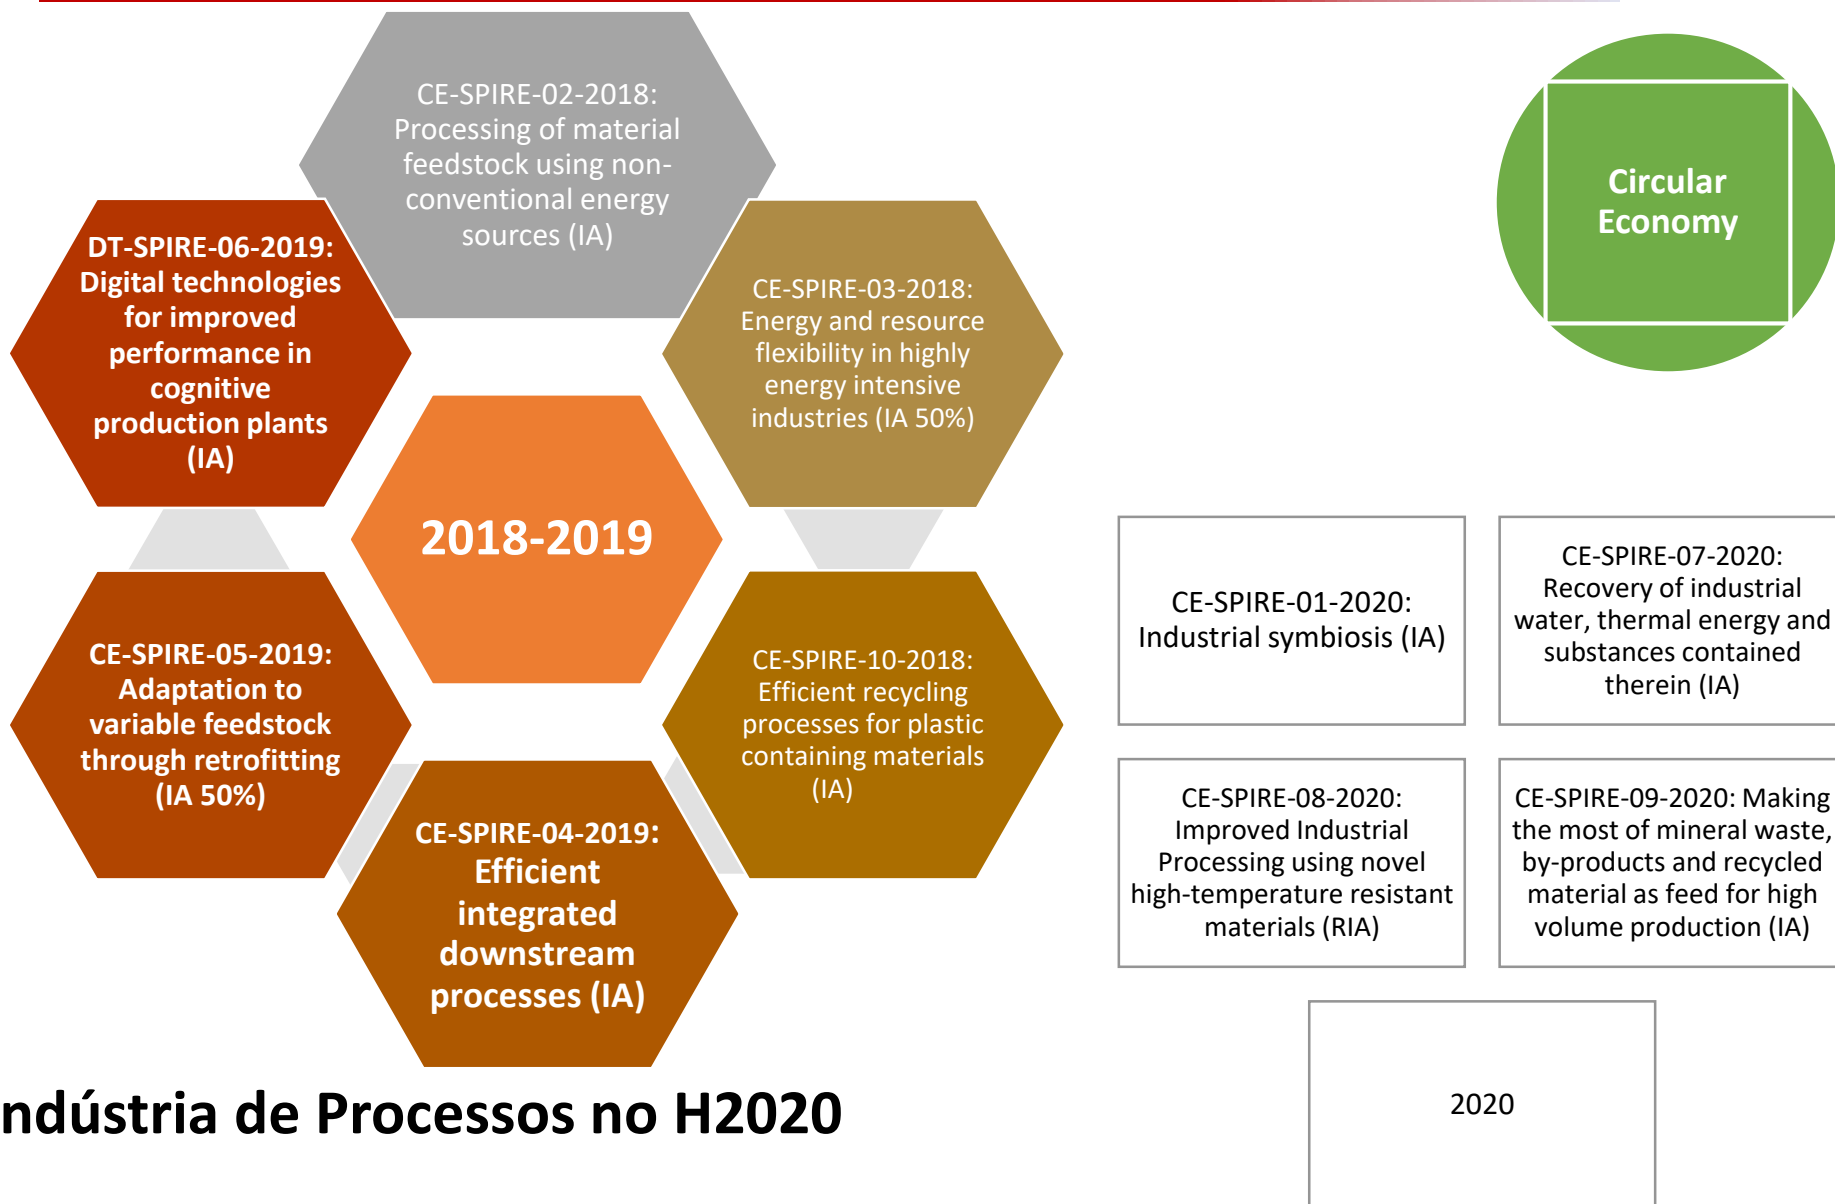 CE-SPIRE-02-2018:
Processing of material
feedstock using non-
conventional energy
sources (IA)
Circular
Economy
DT-SPIRE-06-2019:
Digital technologies
for improved
performance in
cognitive
production plants
(IA)
CE-SPIRE-03-2018:
Energy and resource
flexibility in highly
energy intensive
industries (IA 50%)
2018-2019
CE-SPIRE-05-2019:
Adaptation to
variable feedstock
through retrofitting
(IA 50%)
CE-SPIRE-10-2018:
Efficient recycling
processes for plastic
containing materials
(IA)
CE-SPIRE-04-2019:
Efficient
integrated
downstream
processes (IA)
CE-SPIRE-01-2020:
Industrial symbiosis (IA)
CE-SPIRE-07-2020:
Recovery of industrial
water, thermal energy and
substances contained
therein (IA)
CE-SPIRE-08-2020:
Improved Industrial
Processing using novel
high-temperature resistant
materials (RIA)
CE-SPIRE-09-2020: Making
the most of mineral waste,
by-products and recycled
material as feed for high
volume production (IA)
2020
ndústria de Processos no H2020